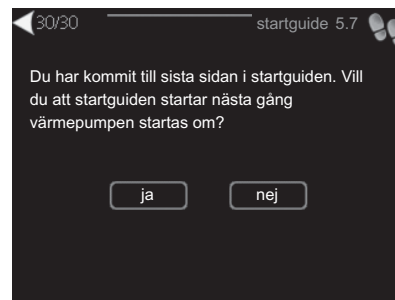 30/30 startguide 5.7
Du har kommit till sista sidan i startguiden. Vill
du att startguiden startar nästa gång
värmepumpen startas om?
ja nej